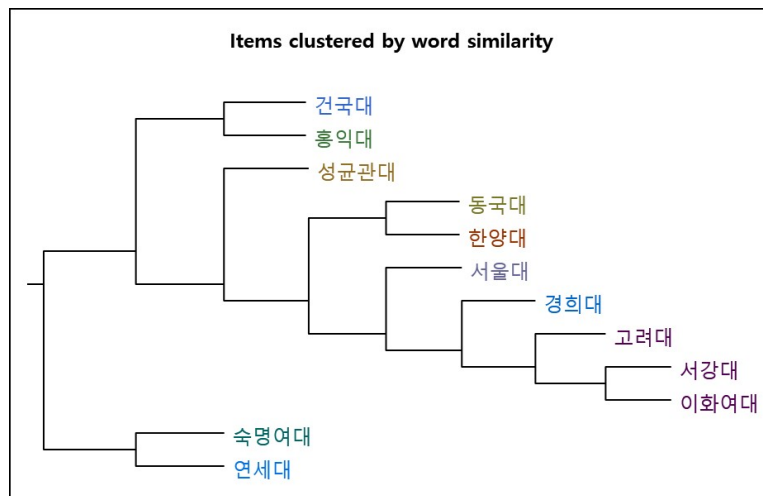 Items clustered by word similarity
건국대
홍익대
성균관대
동국대
한양대
서울대
경희대
고려대
서강대
이화여대
숙명여대
연세대